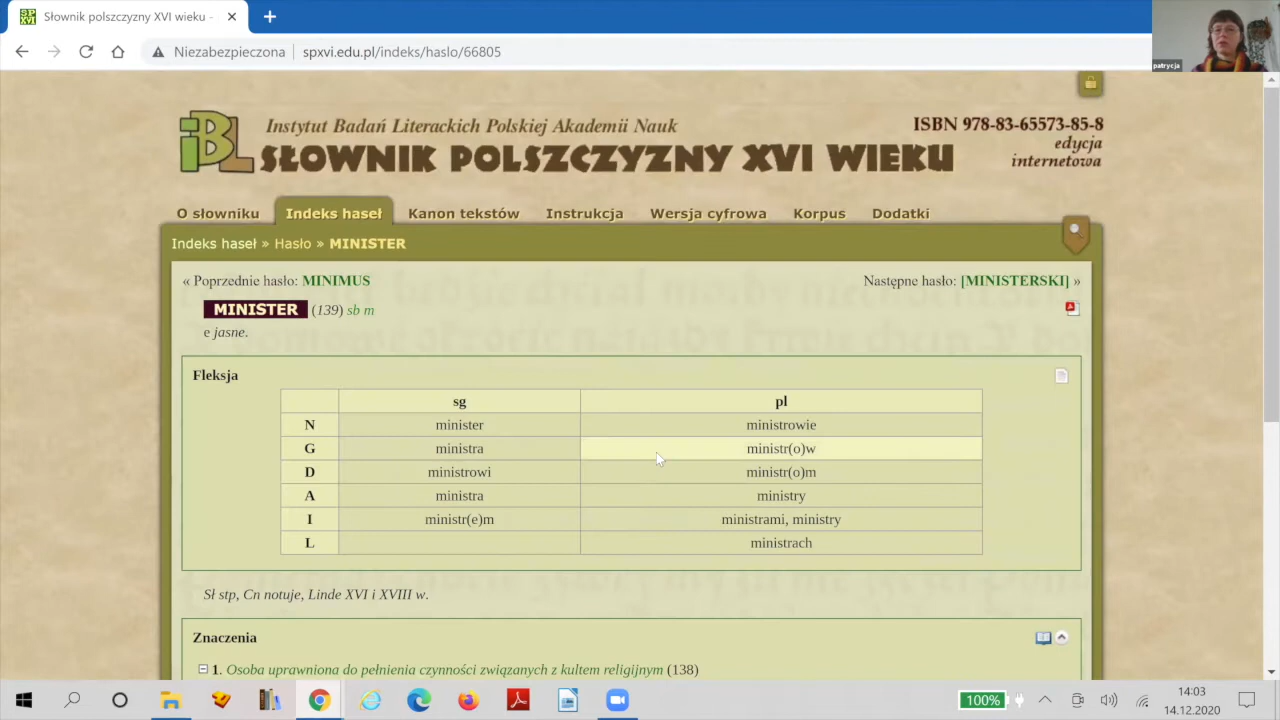 Słownik polszczyzny XVI wieku -
Niezabezpieczona spxvi.edu.pl/indeks/haslo/66805
patrycja
iBL
Instytut Badań Literackich Polskiej Akademii Nauk
ISBN 978-83-65573-85-8
SŁOWNIK POLSZCZYZNY XVI WIEKU
edycja
internetowa
O słowniku Indeks haseł Kanon tekstów Instrukcja Wersja cyfrowa Korpus Dodatki
Indeks haseł » Hasło » MINISTER
« Poprzednie hasło: MINIMUS Następne hasło: [MINISTERSKI] »
MINISTER (139) sb m
e jasne.
Fleksja
sg pl
N minister ministrowie
G ministra ministr(o)w
D ministrowi ministr(o)m
A ministra ministry
I ministr(e)m ministrami, ministry
L ministrach
Sł stp, Cn notuje, Linde XVI i XVIII w.
Znaczenia
1. Osoba uprawniona do pełnienia czynności związanych z kultem religijnym (138)
100%
14:03
14.12.2020